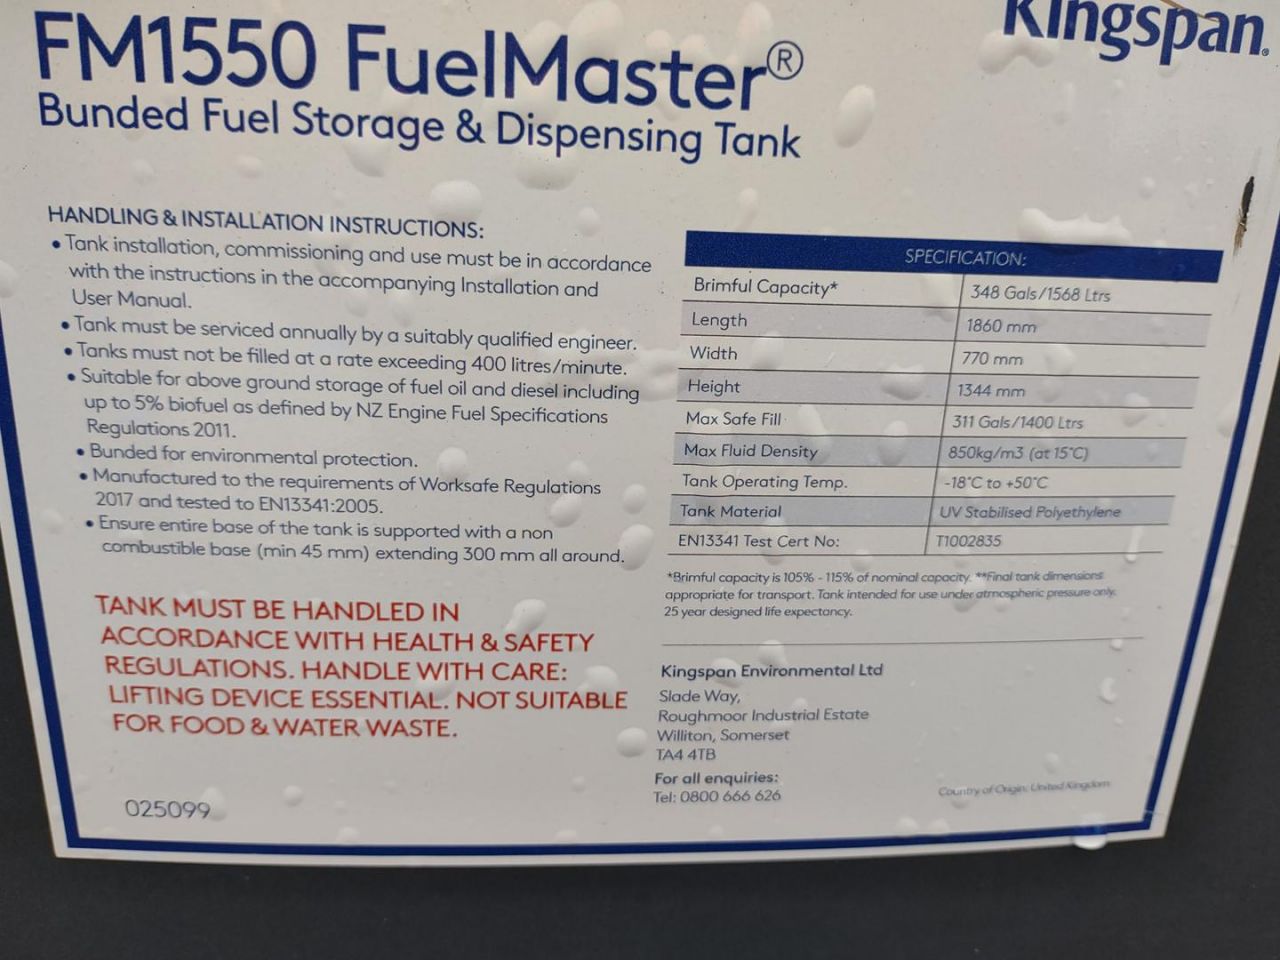 FM1550 FuelMaster®
Kingspan®
Bunded Fuel Storage & Dispensing Tank
HANDLING & INSTALLATION INSTRUCTIONS:
• Tank installation, commissioning and use must be in accordance
with the instructions in the accompanying Installation and
User Manual.
• Tank must be serviced annually by a suitably qualified engineer.
• Tanks must not be filled at a rate exceeding 400 litres/minute.
• Suitable for above ground storage of fuel oil and diesel including
up to 5% biofuel as defined by NZ Engine Fuel Specifications
Regulations 2011.
• Bunded for environmental protection.
• Manufactured to the requirements of Worksafe Regulations
2017 and tested to EN13341:2005.
• Ensure entire base of the tank is supported with a non
combustible base (min 45 mm) extending 300 mm all around.
TANK MUST BE HANDLED IN
ACCORDANCE WITH HEALTH & SAFETY
REGULATIONS. HANDLE WITH CARE:
LIFTING DEVICE ESSENTIAL. NOT SUITABLE
FOR FOOD & WATER WASTE.
025099
SPECIFICATION:
Brimful Capacity* 348 Gals/1568 Ltrs
Length 1860 mm
Width 770 mm
Height 1344 mm
Max Safe Fill 311 Gals/1400 Ltrs
Max Fluid Density 850kg/m3 (at 15°C)
Tank Operating Temp. -18°C to +50°C
Tank Material UV Stabilised Polyethylene
EN13341 Test Cert No: T1002835
*Brimful capacity is 105% - 115% of nominal capacity. **Final tank dimensions
appropriate for transport. Tank intended for use under atmospheric pressure only.
25 year designed life expectancy.
Kingspan Environmental Ltd
Slade Way,
Roughmoor Industrial Estate
Williton, Somerset
TA4 4TB
For all enquiries:
Tel: 0800 666 626
Country of Origin: United Kingdom